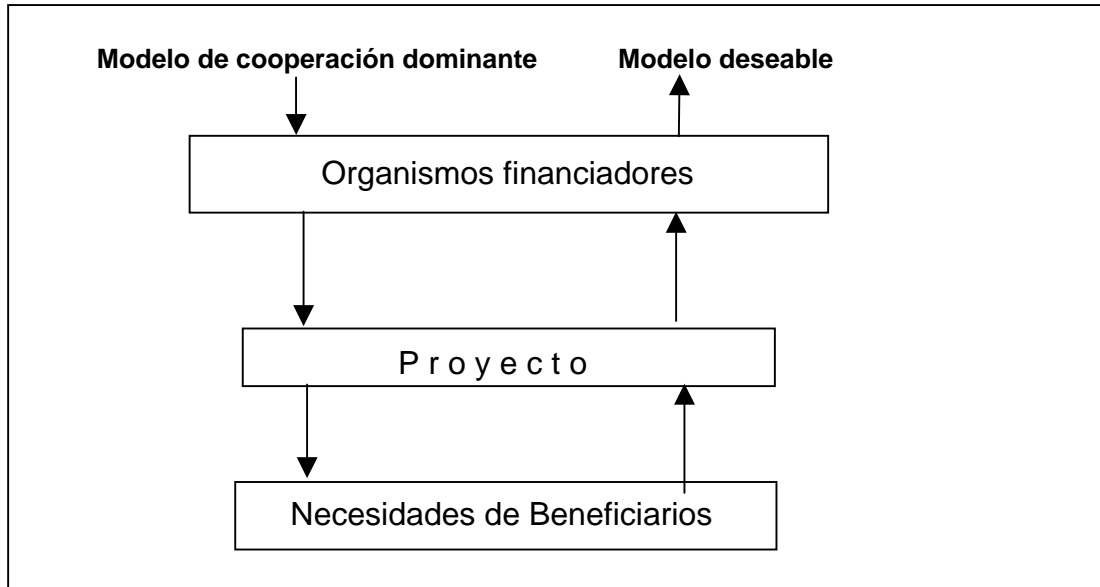 Modelo de cooperación dominante Modelo deseable
Organismos financiadores
P r o y e c t o
Necesidades de Beneficiarios